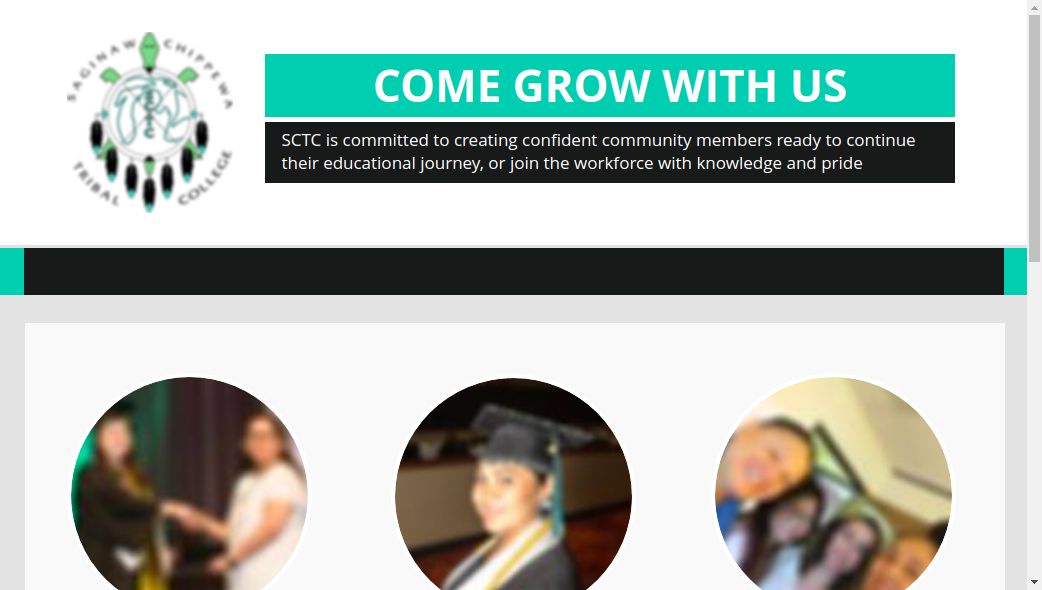 SAGINAW CHIPPEWA
TRIBAL COLLEGE
COME GROW WITH US
SCTC is committed to creating confident community members ready to continue
their educational journey, or join the workforce with knowledge and pride